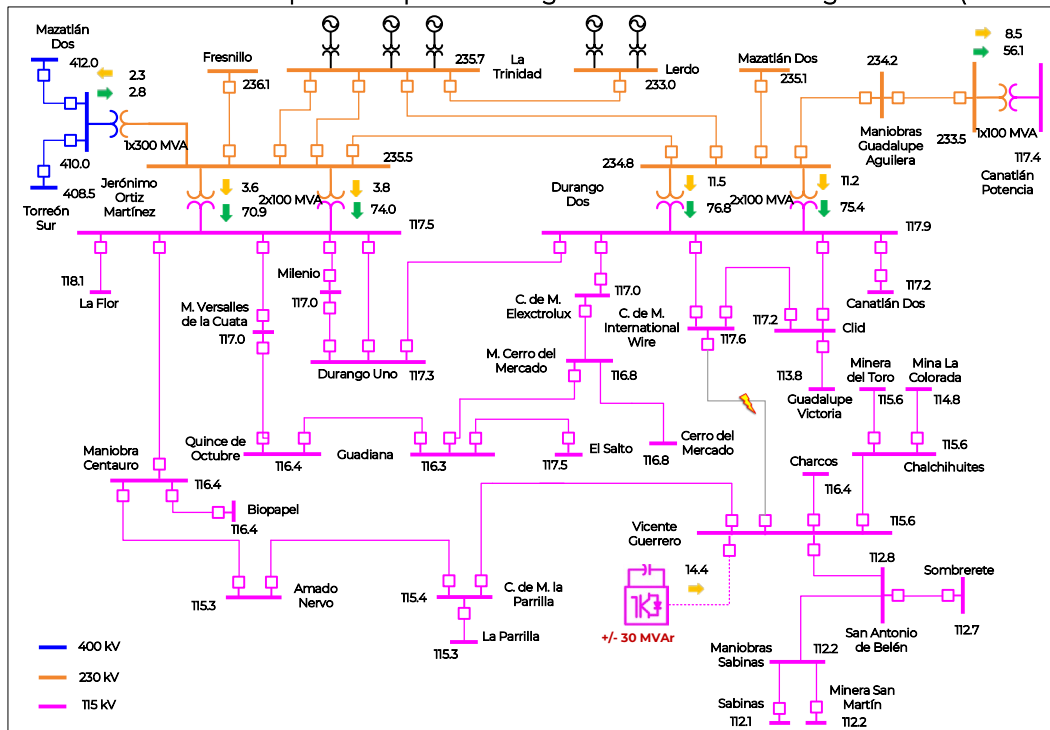 Mazatlán
Dos
412.0
2.3
2.8
1x300 MVA
410.0
408.5
Torreón
Sur
Fresnillo
236.1
235.7
La
Trinidad
Lerdo
233.0
Mazatlán Dos
235.1
234.2
Maniobras
Guadalupe
Aguilera
8.5
56.1
233.5
1x100 MVA
117.4
Canatlán
Potencia
Jerónimo
Ortiz
Martínez
235.5
3.6
70.9
2x100 MVA
3.8
74.0
117.5
234.8
Durango
Dos
11.5
76.8
2x100 MVA
11.2
75.4
117.9
118.1
La Flor
M. Versalles
de la Cuata
117.0
Milenio
117.0
Durango Uno
117.3
117.0
C. de M.
Elexctrolux
C. de M.
International
Wire
117.6
117.2
Clid
117.2
Canatlán Dos
M. Cerro del
Mercado
116.8
113.8
Guadalupe
Victoria
Minera
del Toro
115.6
Mina La
Colorada
114.8
115.6
Chalchihuites
Maniobra
Centauro
116.4
Quince de
Octubre
116.4
Guadiana
116.3
El Salto
117.5
Cerro del
Mercado
116.8
Charcos
116.4
Biopapel
116.4
Vicente
Guerrero
115.6
Amado
Nervo
115.3
115.4
C. de M. la
Parrilla
La Parrilla
115.3
14.4
+/- 30 MVAr
112.8
San Antonio
de Belén
Sombrerete
112.7
Maniobras
Sabinas
112.2
Sabinas
112.1
Minera San
Martín
112.2
400 kV
230 kV
115 kV